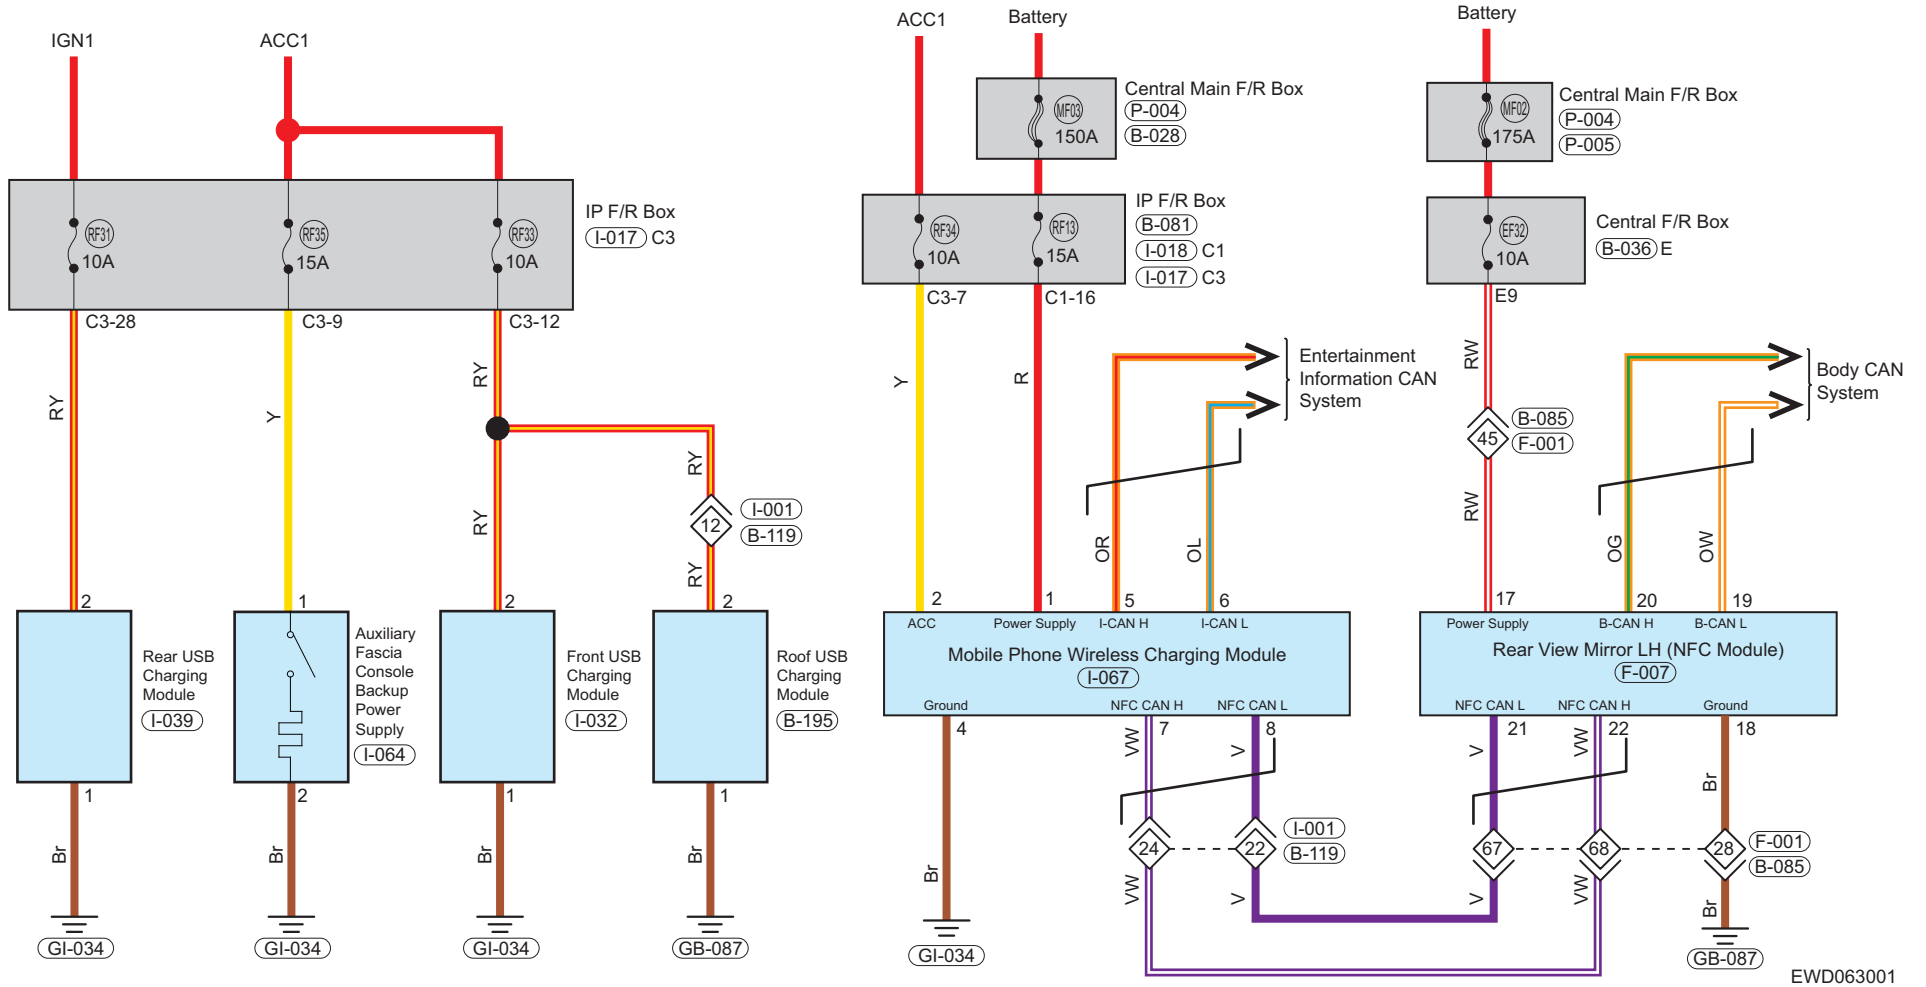 IGN1
ACC1
RF31
10A
RF35
15A
RF33
10A
IP F/R Box
I-017 C3
C3-28
C3-9
C3-12
RY
Y
RY
RY
RY
12
I-001
B-119
RY
2
1
2
2
Rear USB
Charging
Module
I-039
Auxiliary
Fascia
Console
Backup
Power
Supply
I-064
Front USB
Charging
Module
I-032
Roof USB
Charging
Module
B-195
1
2
1
1
Br
Br
Br
GI-034
GI-034
GI-034
GB-087
ACC1
Battery
MF03
150A
Central Main F/R Box
P-004
B-028
RF34
10A
RF13
15A
IP F/R Box
B-081
I-018 C1
I-017 C3
C3-7
C1-16
Y
R
Entertainment
Information CAN
System
OR
OL
2
1
5
6
ACC
Power Supply
I-CAN H
I-CAN L
Mobile Phone Wireless Charging Module
I-067
Ground
NFC CAN H
NFC CAN L
4
7
8
VW
V
24
22
I-001
B-119
Br
VW
V
GI-034
Battery
MF02
175A
Central Main F/R Box
P-004
P-005
EF32
10A
Central F/R Box
B-036 E
E9
RW
45
B-085
F-001
RW
Body CAN
System
OG
OW
17
20
19
Power Supply
B-CAN H
B-CAN L
Rear View Mirror LH (NFC Module)
F-007
NFC CAN L
NFC CAN H
Ground
21
22
18
V
VW
Br
67
68
28
F-001
B-085
V
VW
Br
GB-087
EWD063001